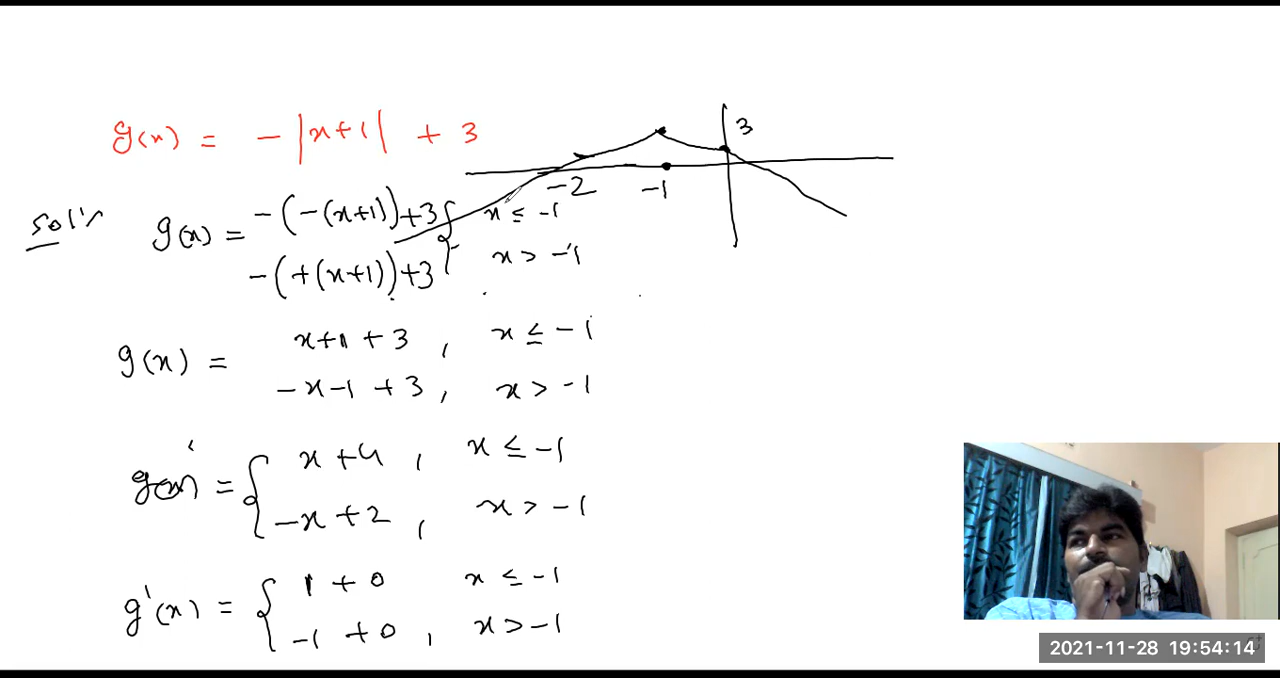 g(x) = - |x+1| + 3
3
-2 -1
Sol'n g(x) = -(-(x+1))+3 x ≤ -1
-(+(x+1))+3 x > -1
g(x) = x+1 + 3 , x ≤ -1
-x-1 + 3 , x > -1
g(x) = { x + 4 , x ≤ -1
-x + 2 , x > -1
g'(x) = { 1 + 0 x ≤ -1
-1 + 0 , x > -1
2021-11-28 19:54:14